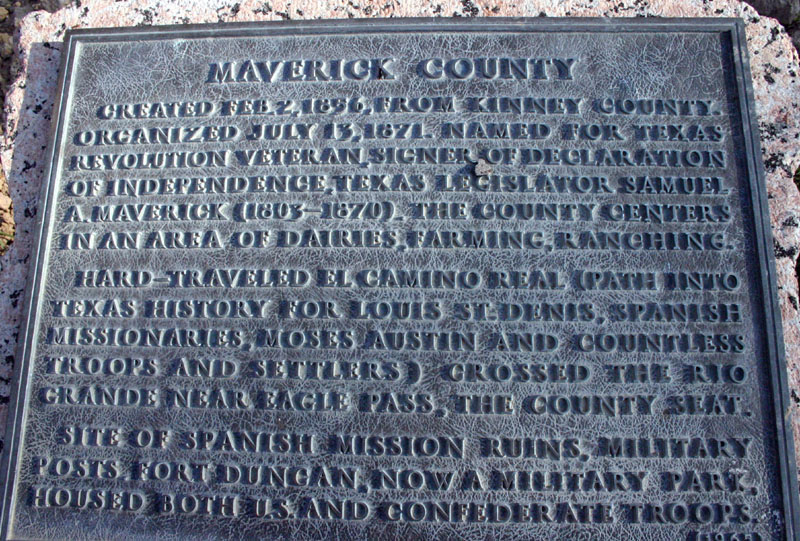 MAVERICK COUNTY
CREATED FEB. 2, 1856, FROM KINNEY COUNTY.
ORGANIZED JULY 13, 1871. NAMED FOR TEXAS
REVOLUTION VETERAN, SIGNER OF DECLARATION
OF INDEPENDENCE, TEXAS LEGISLATOR SAMUEL
A. MAVERICK (1803-1870). THE COUNTY CENTERS
IN AN AREA OF DAIRIES, FARMING, RANCHING.
HARD-TRAVELED EL CAMINO REAL (PATH INTO
TEXAS HISTORY FOR LOUIS ST. DENIS, SPANISH
MISSIONARIES, MOSES AUSTIN AND COUNTLESS
TROOPS AND SETTLERS) CROSSED THE RIO
GRANDE NEAR EAGLE PASS, THE COUNTY SEAT.
SITE OF SPANISH MISSION RUINS, MILITARY
POSTS. FORT DUNCAN, NOW A MILITARY PARK,
HOUSED BOTH U.S. AND CONFEDERATE TROOPS.
(1965)